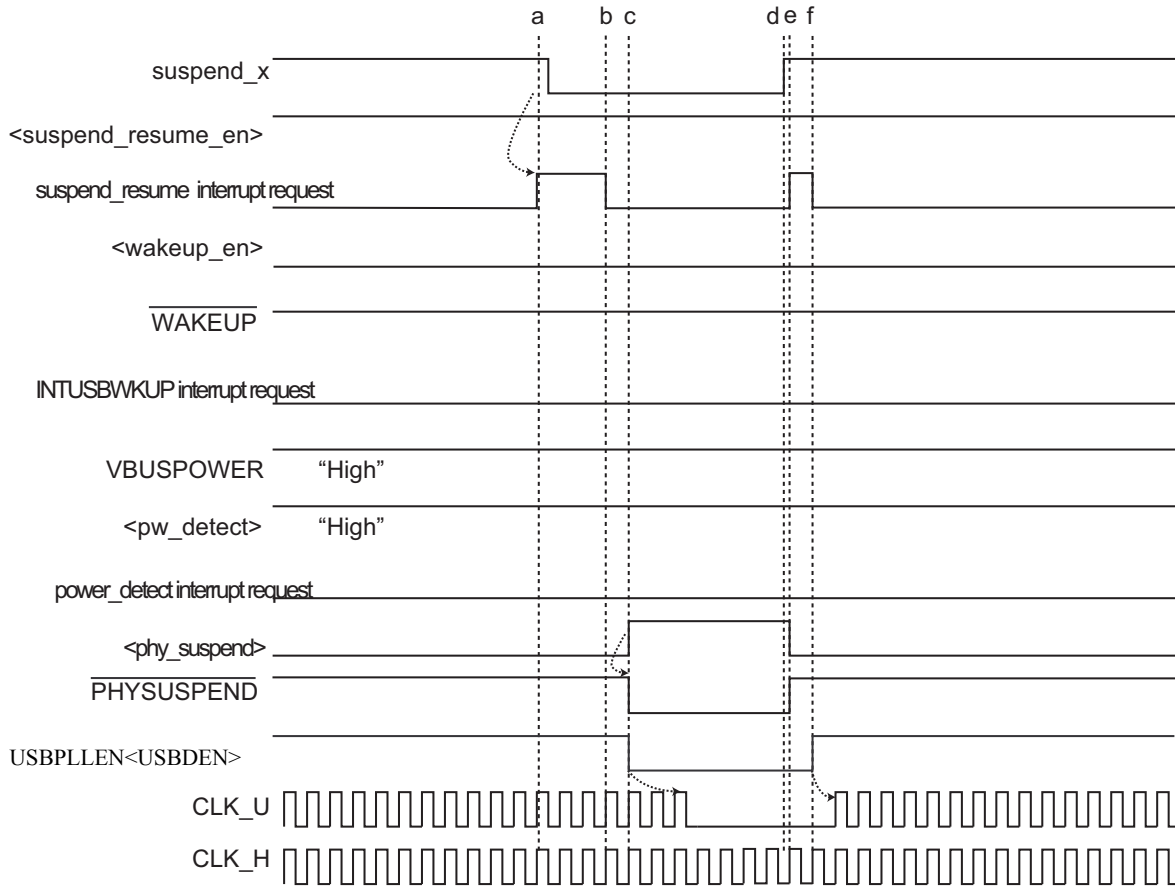 a b c d e f
suspend_x
<suspend_resume_en>
suspend_resume interrupt request
<wakeup_en>
WAKEUP
INTUSBWKUP interrupt request
VBUSPOWER “High”
<pw_detect> “High”
power_detect interrupt request
<phy_suspend>
PHYSUSPEND
USBPLLEN<USBDEN>
CLK_U
CLK_H